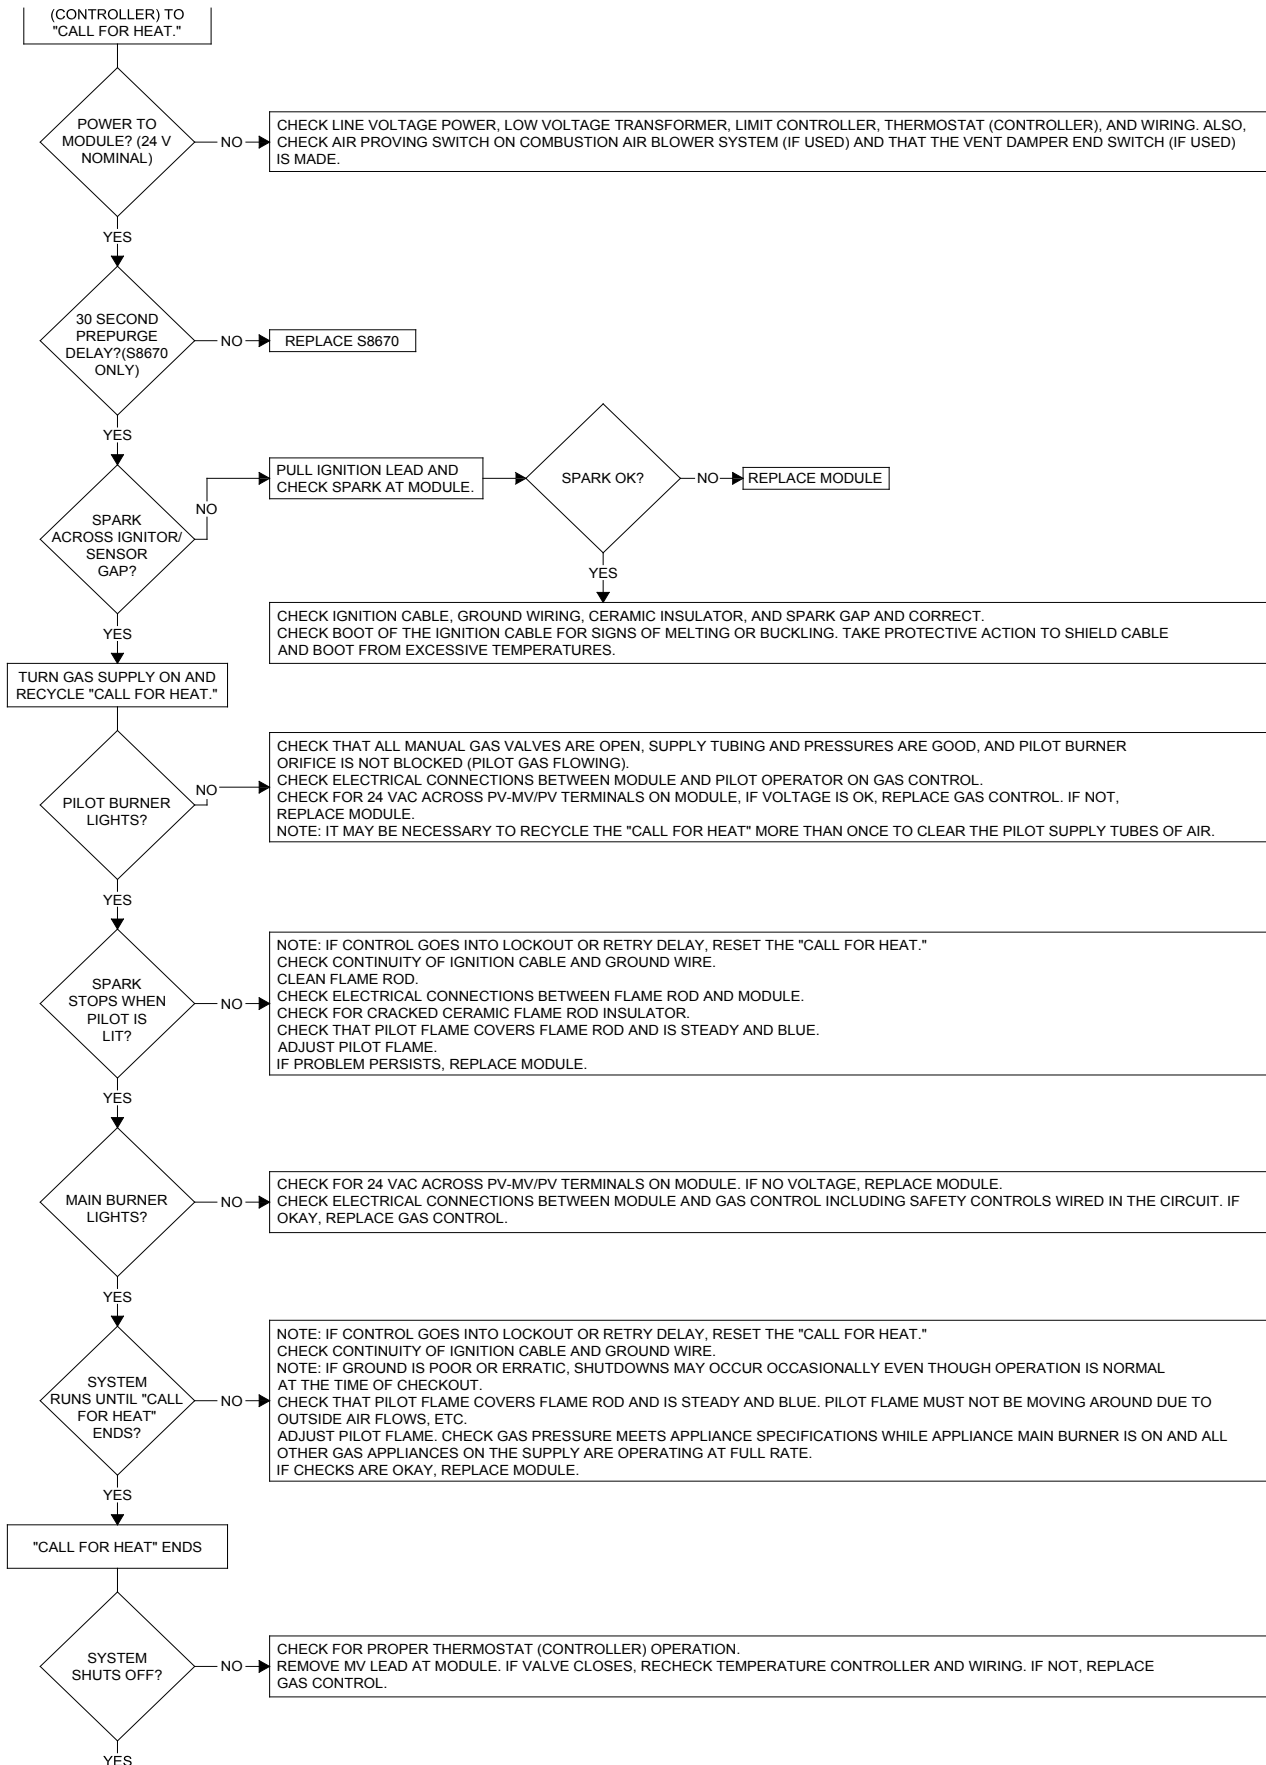 (CONTROLLER) TO
"CALL FOR HEAT."
POWER TO
MODULE? (24 V
NOMINAL)
NO
CHECK LINE VOLTAGE POWER, LOW VOLTAGE TRANSFORMER, LIMIT CONTROLLER, THERMOSTAT (CONTROLLER), AND WIRING. ALSO,
CHECK AIR PROVING SWITCH ON COMBUSTION AIR BLOWER SYSTEM (IF USED) AND THAT THE VENT DAMPER END SWITCH (IF USED)
IS MADE.
YES
30 SECOND
PREPURGE
DELAY?(S8670
ONLY)
NO
REPLACE S8670
YES
SPARK
ACROSS IGNITOR/
SENSOR
GAP?
NO
PULL IGNITION LEAD AND
CHECK SPARK AT MODULE.
SPARK OK?
NO
REPLACE MODULE
YES
CHECK IGNITION CABLE, GROUND WIRING, CERAMIC INSULATOR, AND SPARK GAP AND CORRECT.
CHECK BOOT OF THE IGNITION CABLE FOR SIGNS OF MELTING OR BUCKLING. TAKE PROTECTIVE ACTION TO SHIELD CABLE
AND BOOT FROM EXCESSIVE TEMPERATURES.
YES
TURN GAS SUPPLY ON AND
RECYCLE "CALL FOR HEAT."
PILOT BURNER
LIGHTS?
NO
CHECK THAT ALL MANUAL GAS VALVES ARE OPEN, SUPPLY TUBING AND PRESSURES ARE GOOD, AND PILOT BURNER
ORIFICE IS NOT BLOCKED (PILOT GAS FLOWING).
CHECK ELECTRICAL CONNECTIONS BETWEEN MODULE AND PILOT OPERATOR ON GAS CONTROL.
CHECK FOR 24 VAC ACROSS PV-MV/PV TERMINALS ON MODULE, IF VOLTAGE IS OK, REPLACE GAS CONTROL. IF NOT,
REPLACE MODULE.
NOTE: IT MAY BE NECESSARY TO RECYCLE THE "CALL FOR HEAT" MORE THAN ONCE TO CLEAR THE PILOT SUPPLY TUBES OF AIR.
YES
SPARK
STOPS WHEN
PILOT IS
LIT?
NO
NOTE: IF CONTROL GOES INTO LOCKOUT OR RETRY DELAY, RESET THE "CALL FOR HEAT."
CHECK CONTINUITY OF IGNITION CABLE AND GROUND WIRE.
CLEAN FLAME ROD.
CHECK ELECTRICAL CONNECTIONS BETWEEN FLAME ROD AND MODULE.
CHECK FOR CRACKED CERAMIC FLAME ROD INSULATOR.
CHECK THAT PILOT FLAME COVERS FLAME ROD AND IS STEADY AND BLUE.
ADJUST PILOT FLAME.
IF PROBLEM PERSISTS, REPLACE MODULE.
YES
MAIN BURNER
LIGHTS?
NO
CHECK FOR 24 VAC ACROSS PV-MV/PV TERMINALS ON MODULE. IF NO VOLTAGE, REPLACE MODULE.
CHECK ELECTRICAL CONNECTIONS BETWEEN MODULE AND GAS CONTROL INCLUDING SAFETY CONTROLS WIRED IN THE CIRCUIT. IF
OKAY, REPLACE GAS CONTROL.
YES
SYSTEM
RUNS UNTIL "CALL
FOR HEAT"
ENDS?
NO
NOTE: IF CONTROL GOES INTO LOCKOUT OR RETRY DELAY, RESET THE "CALL FOR HEAT."
CHECK CONTINUITY OF IGNITION CABLE AND GROUND WIRE.
NOTE: IF GROUND IS POOR OR ERRATIC, SHUTDOWNS MAY OCCUR OCCASIONALLY EVEN THOUGH OPERATION IS NORMAL
AT THE TIME OF CHECKOUT.
CHECK THAT PILOT FLAME COVERS FLAME ROD AND IS STEADY AND BLUE. PILOT FLAME MUST NOT BE MOVING AROUND DUE TO
OUTSIDE AIR FLOWS, ETC.
ADJUST PILOT FLAME. CHECK GAS PRESSURE MEETS APPLIANCE SPECIFICATIONS WHILE APPLIANCE MAIN BURNER IS ON AND ALL
OTHER GAS APPLIANCES ON THE SUPPLY ARE OPERATING AT FULL RATE.
IF CHECKS ARE OKAY, REPLACE MODULE.
YES
"CALL FOR HEAT" ENDS
SYSTEM
SHUTS OFF?
NO
CHECK FOR PROPER THERMOSTAT (CONTROLLER) OPERATION.
REMOVE MV LEAD AT MODULE. IF VALVE CLOSES, RECHECK TEMPERATURE CONTROLLER AND WIRING. IF NOT, REPLACE
GAS CONTROL.
YES